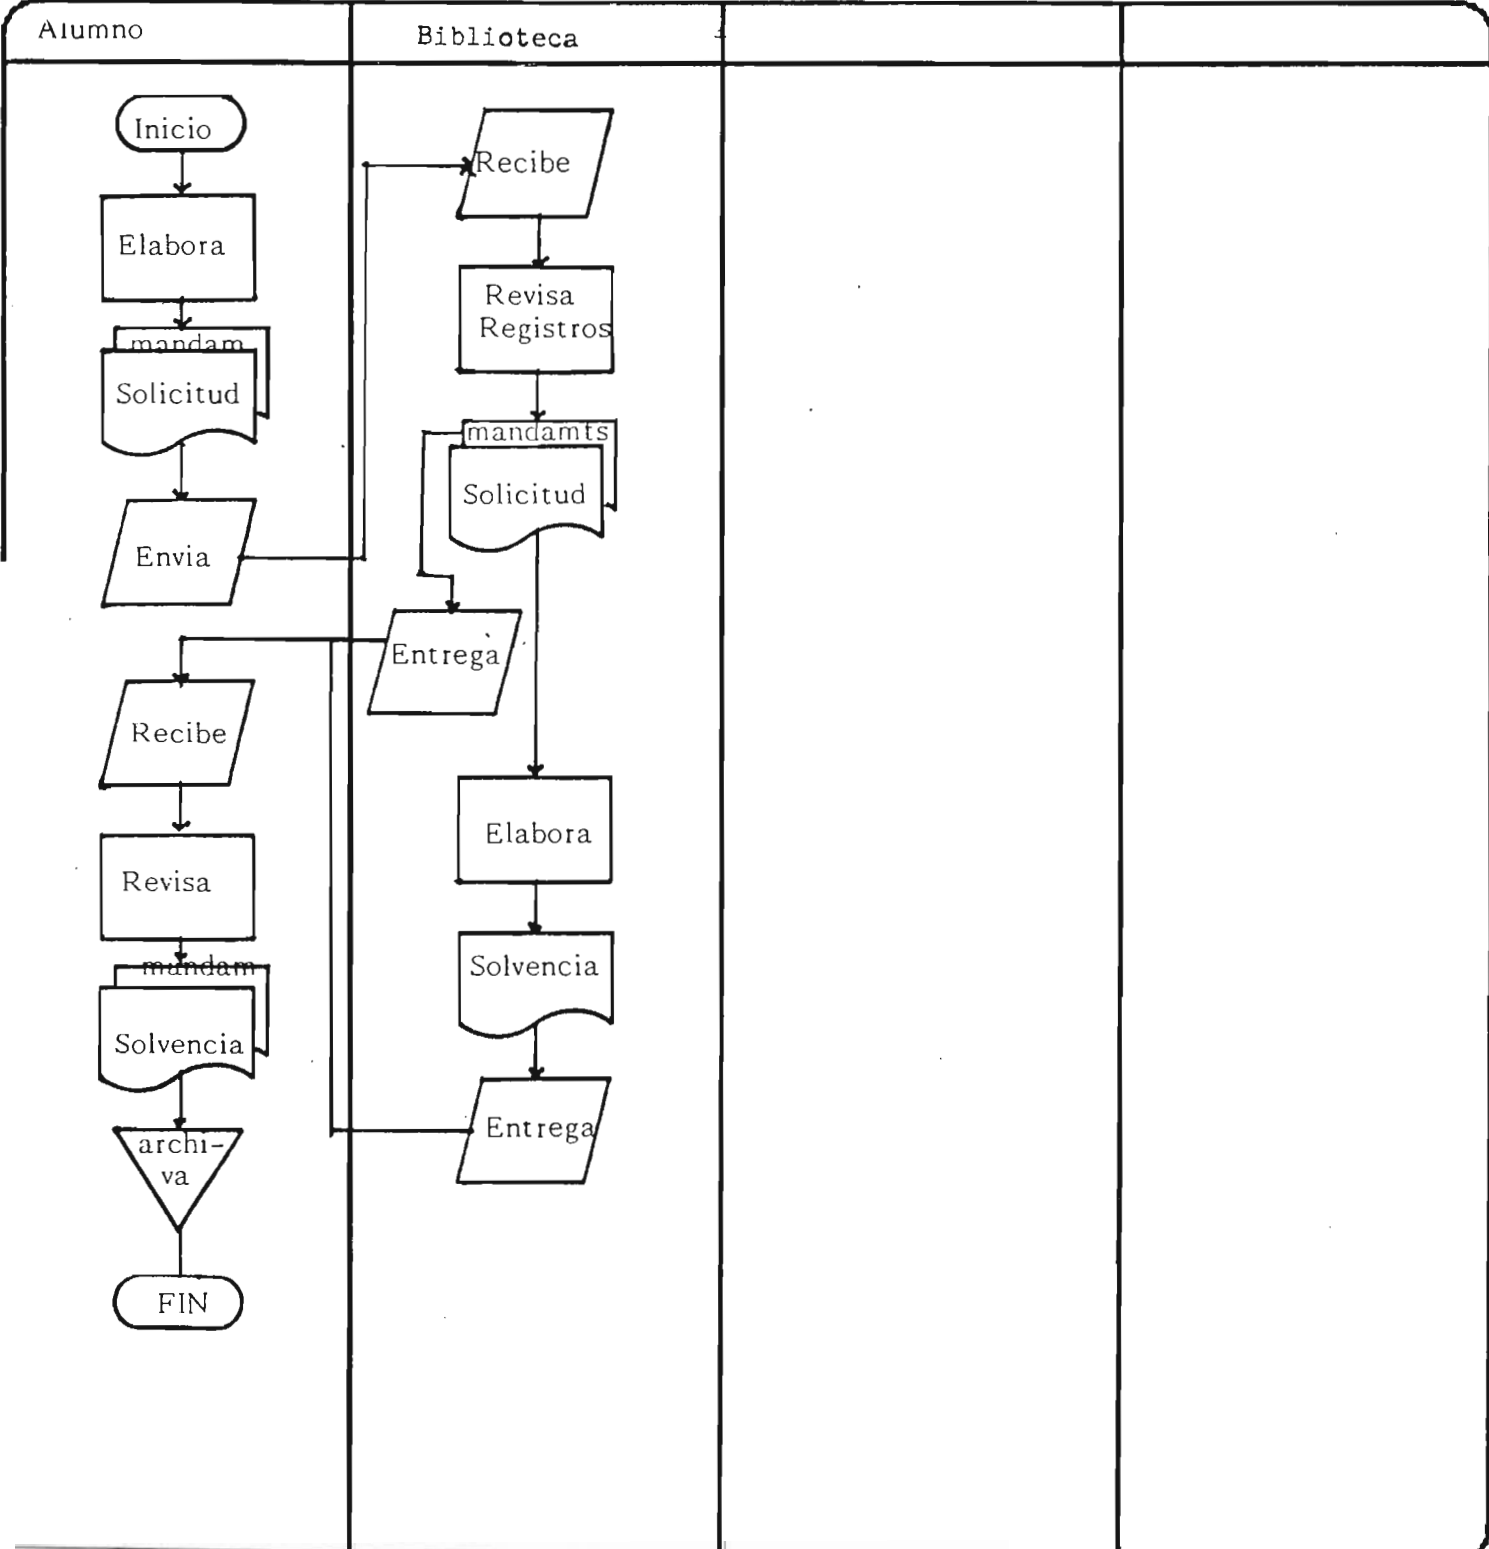 Alumno
Biblioteca
Inicio
Elabora
mandam
Solicitud
Envia
Recibe
Revisa
mandam
Solvencia
archi-
va
FIN
Recibe
Revisa
Registros
mandamts
Solicitud
Entrega
Elabora
Solvencia
Entrega